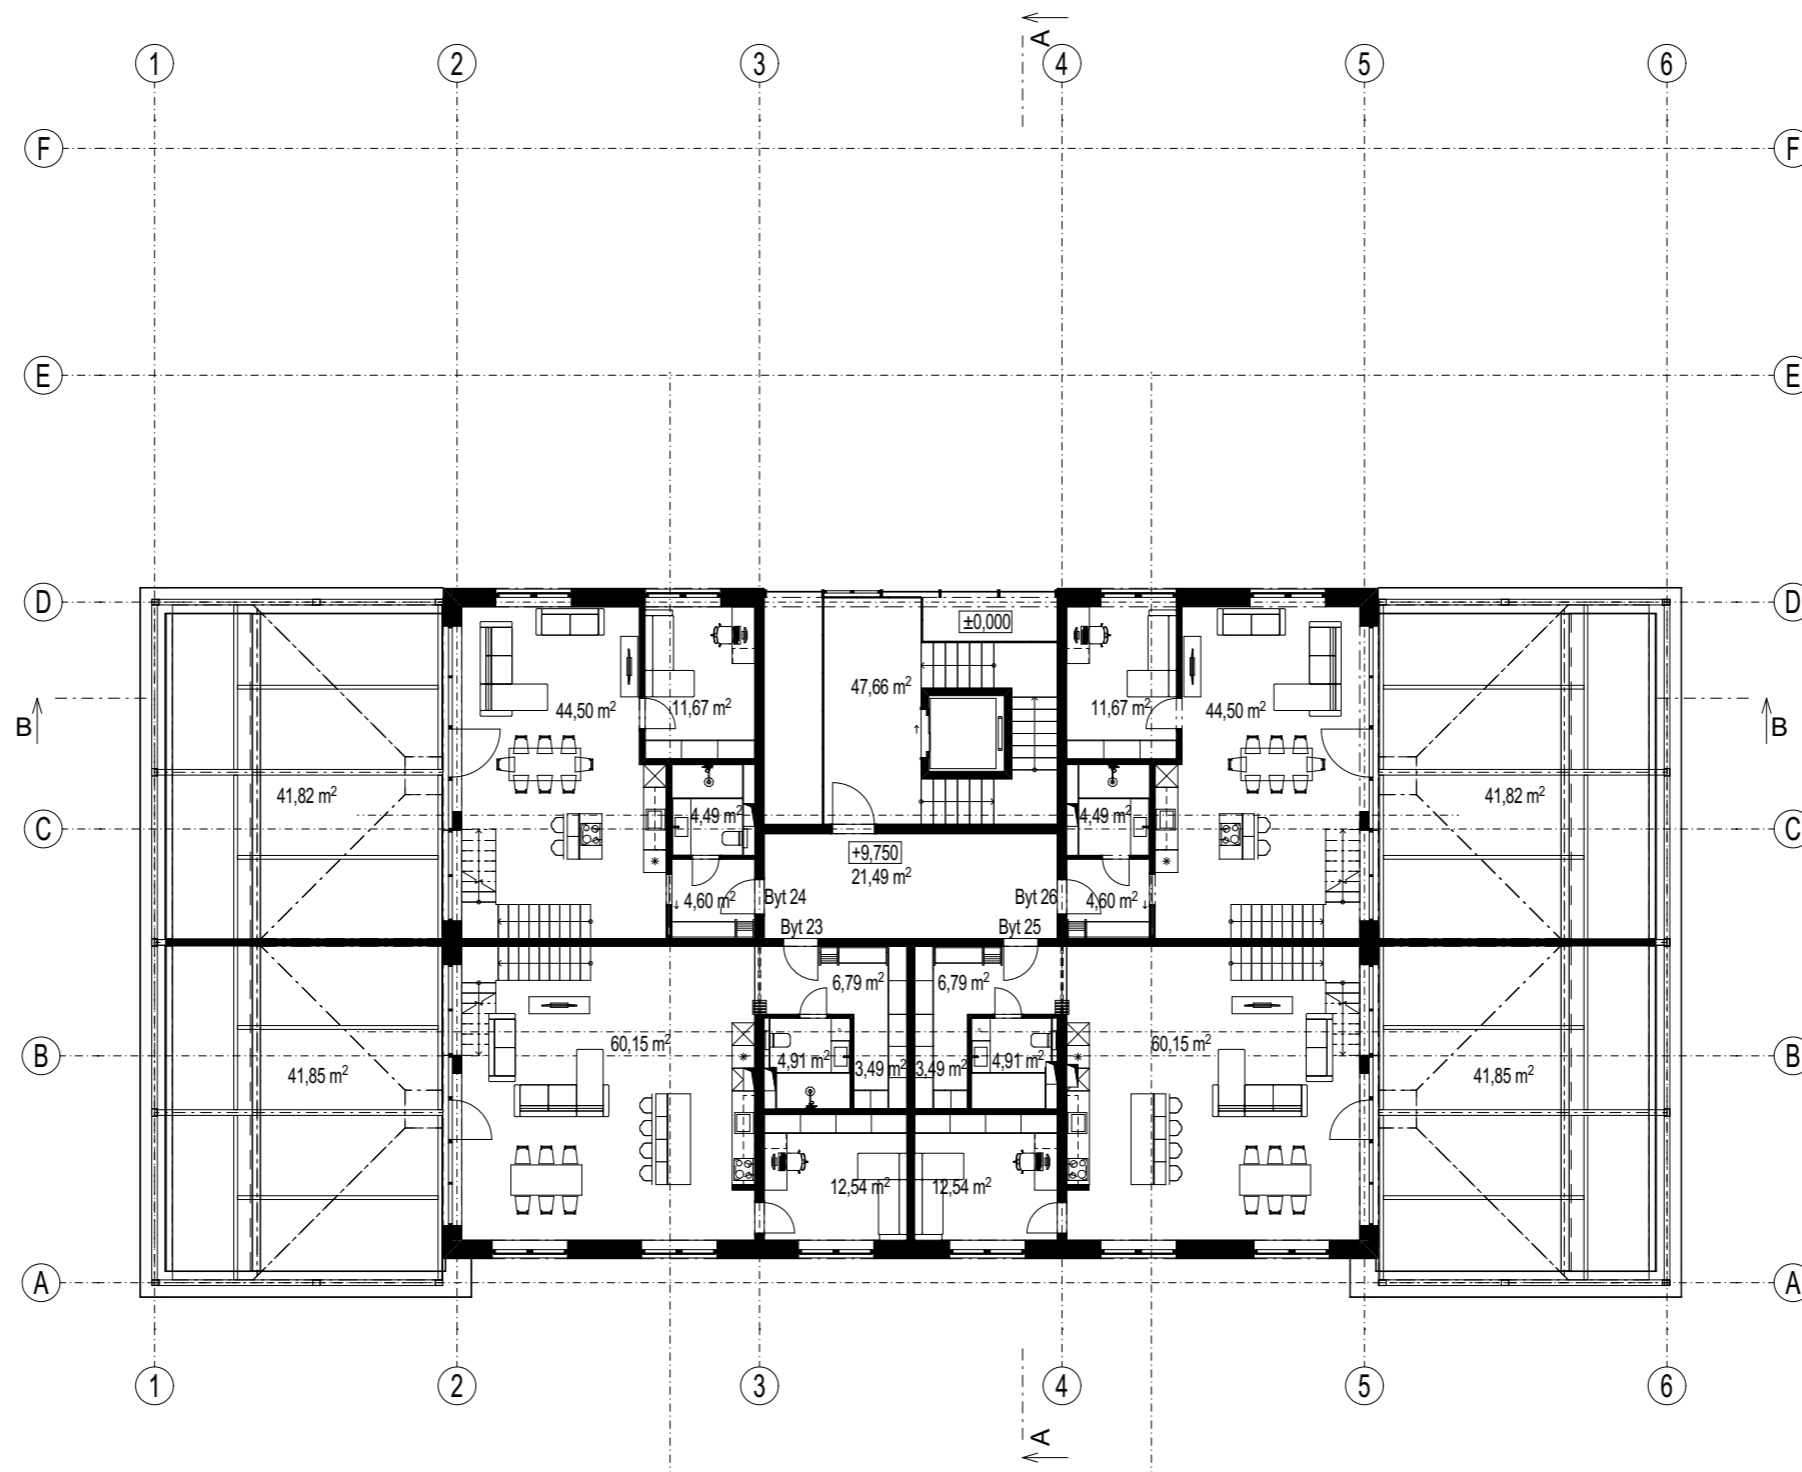 A
1 2 3 4 5 6
F F
E E
D D
±0,000
47,66 m²
44,50 m² 11,67 m² 11,67 m² 44,50 m²
B B
41,82 m² 41,82 m²
4,49 m² 4,49 m²
C C
+9,750
21,49 m²
4,60 m² Byt 24 Byt 26 4,60 m²
Byt 23 Byt 25
6,79 m² 6,79 m²
60,15 m² 60,15 m²
B B
4,91 m² 3,49 m² 3,49 m² 4,91 m²
41,85 m² 41,85 m²
12,54 m² 12,54 m²
A A
1 2 3 4 5 6
A